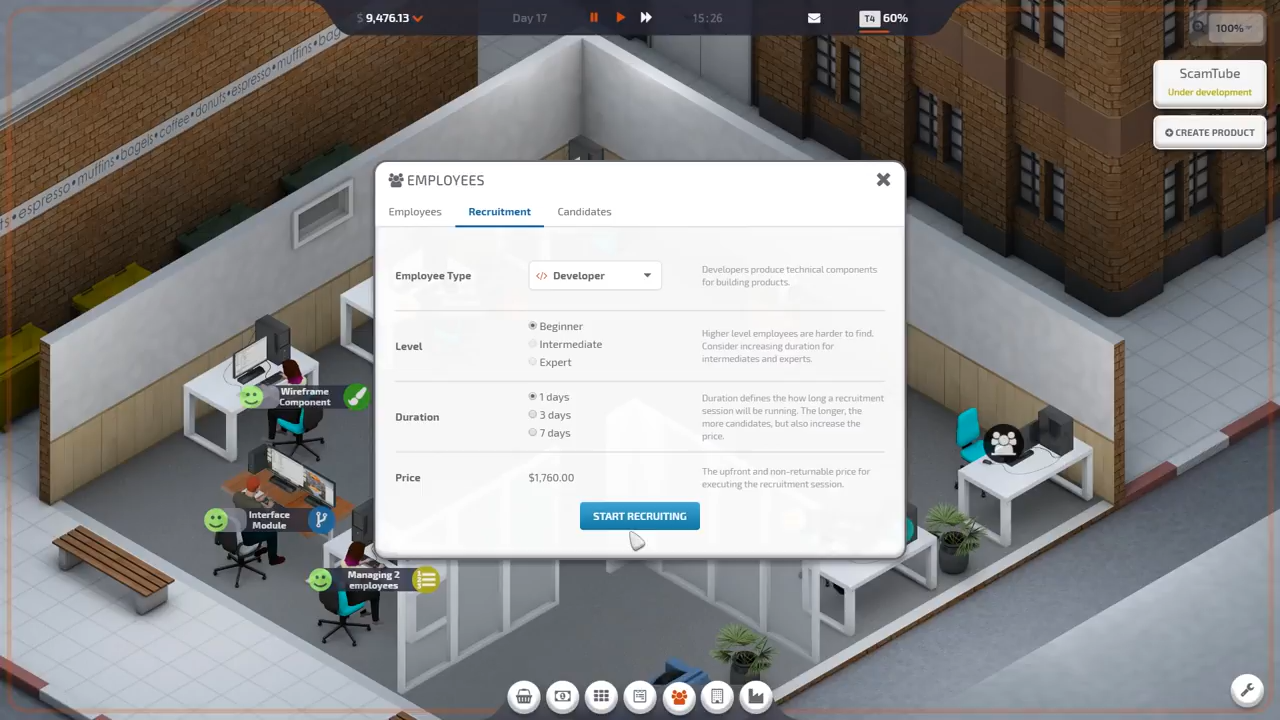 $ 9,476.13
Day 17
15:26
T4 60%
100%
ScamTube
Under development
CREATE PRODUCT
espresso • muffins • bag
ts • espresso • muffins • bagels • coffee • donuts •
EMPLOYEES
Employees
Recruitment
Candidates
Employee Type
</> Developer
Developers produce technical components
for building products.
Level
Beginner
Intermediate
Expert
Higher level employees are harder to find.
Consider increasing duration for
intermediates and experts.
Duration
1 days
3 days
7 days
Duration defines the how long a recruitment
session will be running. The longer, the
more candidates, but also increase the
price.
Price
$1,760.00
The upfront and non-returnable price for
executing the recruitment session.
START RECRUITING
Wireframe
Component
Interface
Module
Managing 2
employees